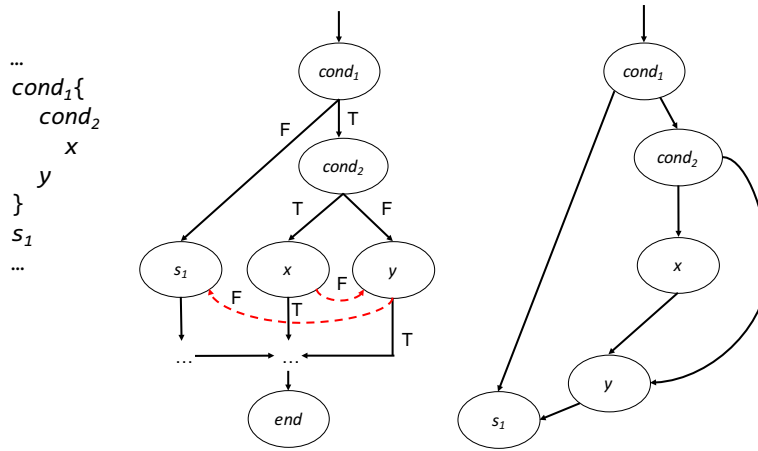 …
cond₁{
cond₂
x
y
}
s₁
…
cond₁
F
T
cond₂
T
F
s₁
x
y
F
F
T
T
…
…
end
cond₁
cond₂
x
y
s₁